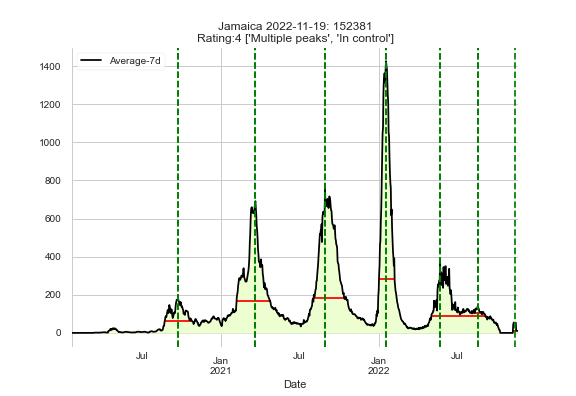 Jamaica 2022-11-19: 152381
Rating:4 ['Multiple peaks', 'In control']
Average-7d
1400
1200
1000
800
600
400
200
0
Jul
Jan
2021
Jul
Jan
2022
Jul
Date